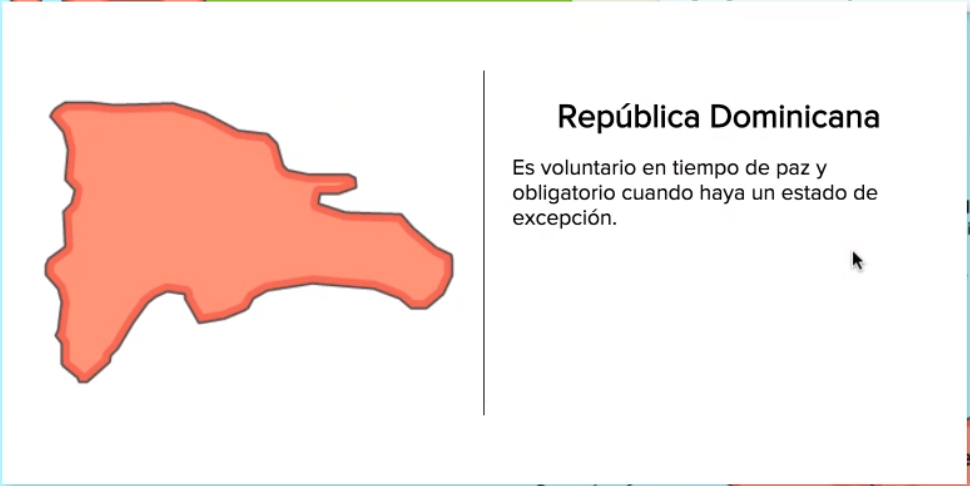 República Dominicana
Es voluntario en tiempo de paz y
obligatorio cuando haya un estado de
excepción.